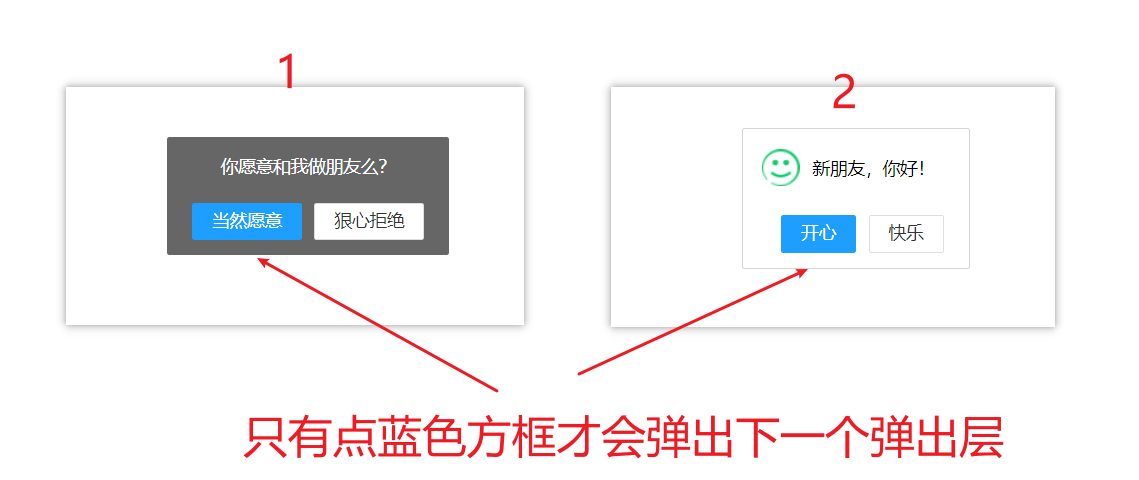 1
你愿意和我做朋友么?
当然愿意
狠心拒绝
2
新朋友，你好!
开心
快乐
只有点蓝色方框才会弹出下一个弹出层